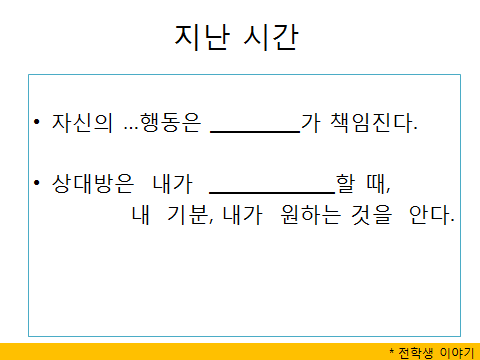 지난 시간
• 자신의 ...행동은 ________가 책임진다.
• 상대방은 내가 ___________할 때,
내 기분, 내가 원하는 것을 안다.
* 전학생 이야기